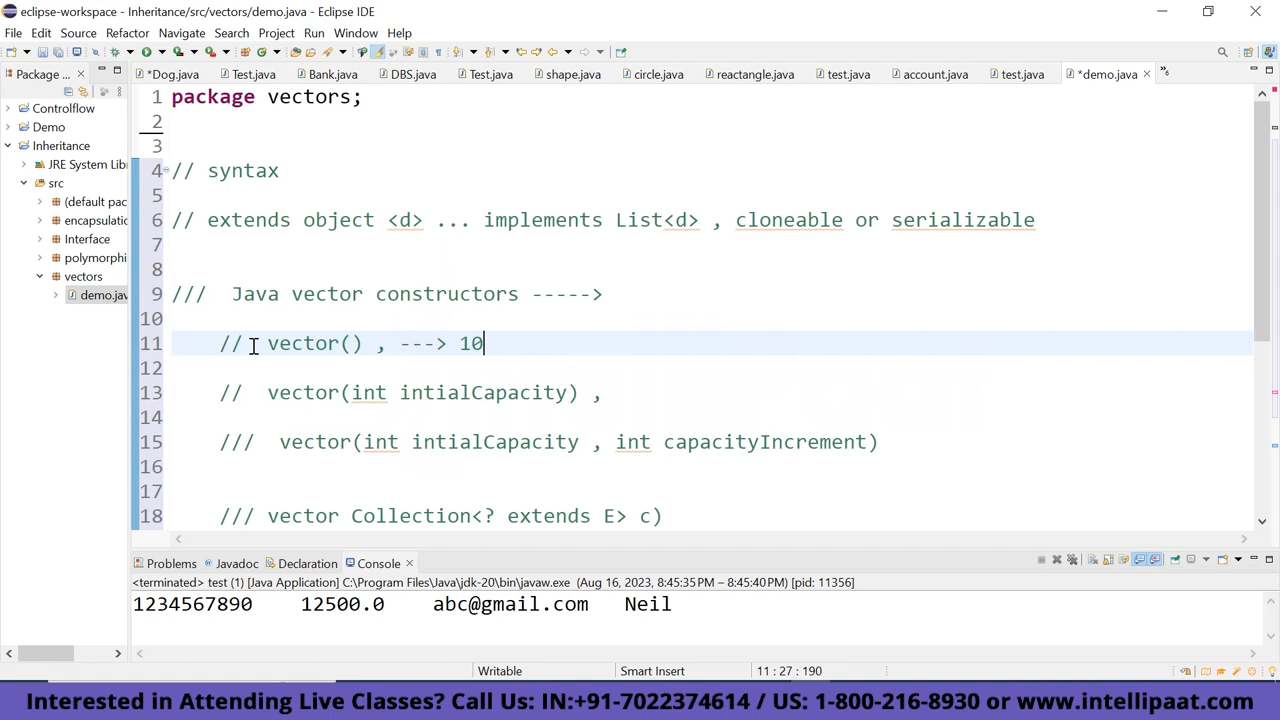 eclipse-workspace - Inheritance/src/vectors/demo.java - Eclipse IDE
File Edit Source Refactor Navigate Search Project Run Window Help
Package ... *Dog.java Test.java Bank.java DBS.java Test.java shape.java circle.java reactangle.java test.java account.java test.java *demo.java
Controlflow
Demo
Inheritance
JRE System Lib
src
(default pac
encapsulatic
Interface
polymorphi
vectors
demo.jav
1 package vectors;
2
3
4 // syntax
5
6 // extends object <d> ... implements List<d> , cloneable or serializable
7
8
9 /// Java vector constructors ----->
10
11 // vector() , ---> 10
12
13 // vector(int intialCapacity) ,
14
15 /// vector(int intialCapacity , int capacityIncrement)
16
17
18 /// vector Collection<? extends E> c)
Problems Javadoc Declaration Console
<terminated> test (1) [Java Application] C:\Program Files\Java\jdk-20\bin\javaw.exe (Aug 16, 2023, 8:45:35 PM – 8:45:40 PM) [pid: 11356]
1234567890 12500.0 abc@gmail.com Neil
Writable Smart Insert 11 : 27 : 190
Interested in Attending Live Classes? Call Us: IN:+91-7022374614 / US: 1-800-216-8930 or www.intellipaat.com